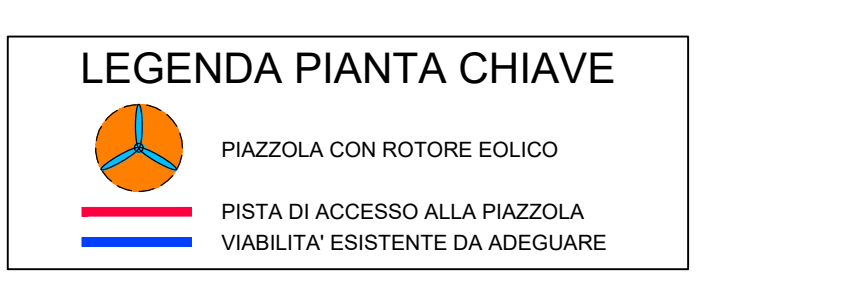 LEGENDA PIANTA CHIAVE
PIAZZOLA CON ROTORE EOLICO
PISTA DI ACCESSO ALLA PIAZZOLA
VIABILITA' ESISTENTE DA ADEGUARE